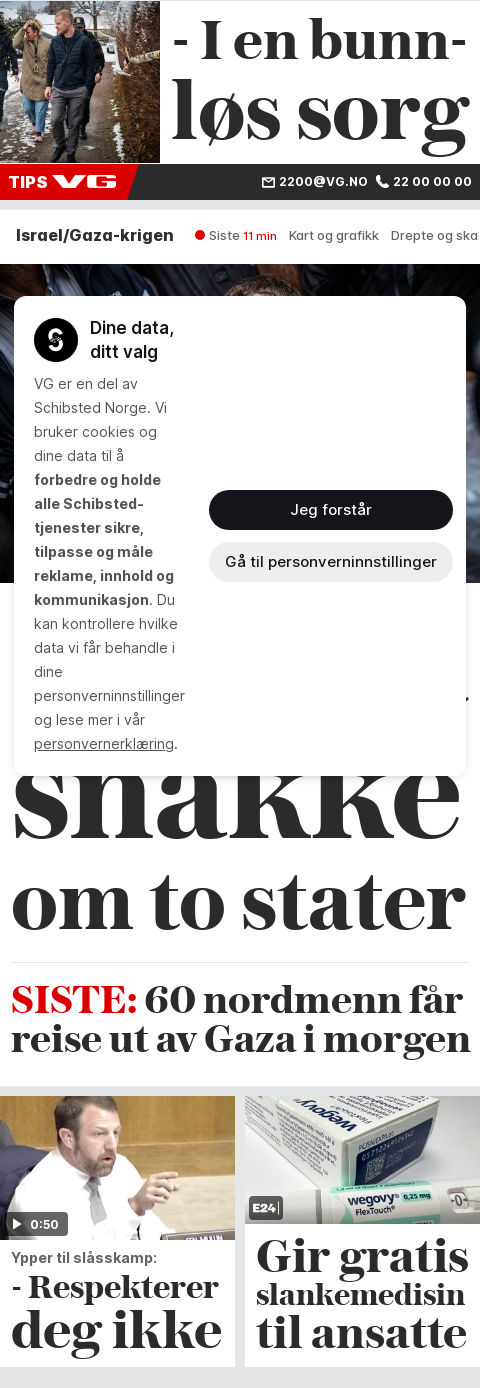 - I en bunn-
løs sorg
TIPS VG
2200@VG.NO 22 00 00 00
Israel/Gaza-krigen Siste 11 min Kart og grafikk Drepte og ska
Dine data,
ditt valg
VG er en del av
Schibsted Norge. Vi
bruker cookies og
dine data til å
forbedre og holde
alle Schibsted-
tjenester sikre,
tilpasse og måle
reklame, innhold og
kommunikasjon. Du
kan kontrollere hvilke
data vi får behandle i
dine
personverninnstillinger
og lese mer i vår
personvernerklæring.
Jeg forstår
Gå til personverninnstillinger
snakke
om to stater
SISTE: 60 nordmenn får
reise ut av Gaza i morgen
0:50
Ypper til slåsskamp:
- Respekterer
deg ikke
Wegovy
wegovy 0,25 mg
FlexTouch
E24
Gir gratis
slankemedisin
til ansatte